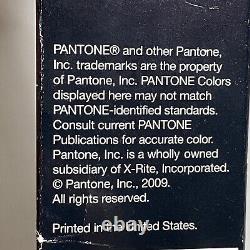 PANTONE® and other Pantone,
Inc. trademarks are the property
of Pantone, Inc. PANTONE Colors
displayed here may not match
PANTONE-identified standards.
Consult current PANTONE
Publications for accurate color.
Pantone, Inc. is a wholly owned
subsidiary of X-Rite, Incorporated.
© Pantone, Inc., 2009.
All rights reserved.
Printed in the United States.
ebay